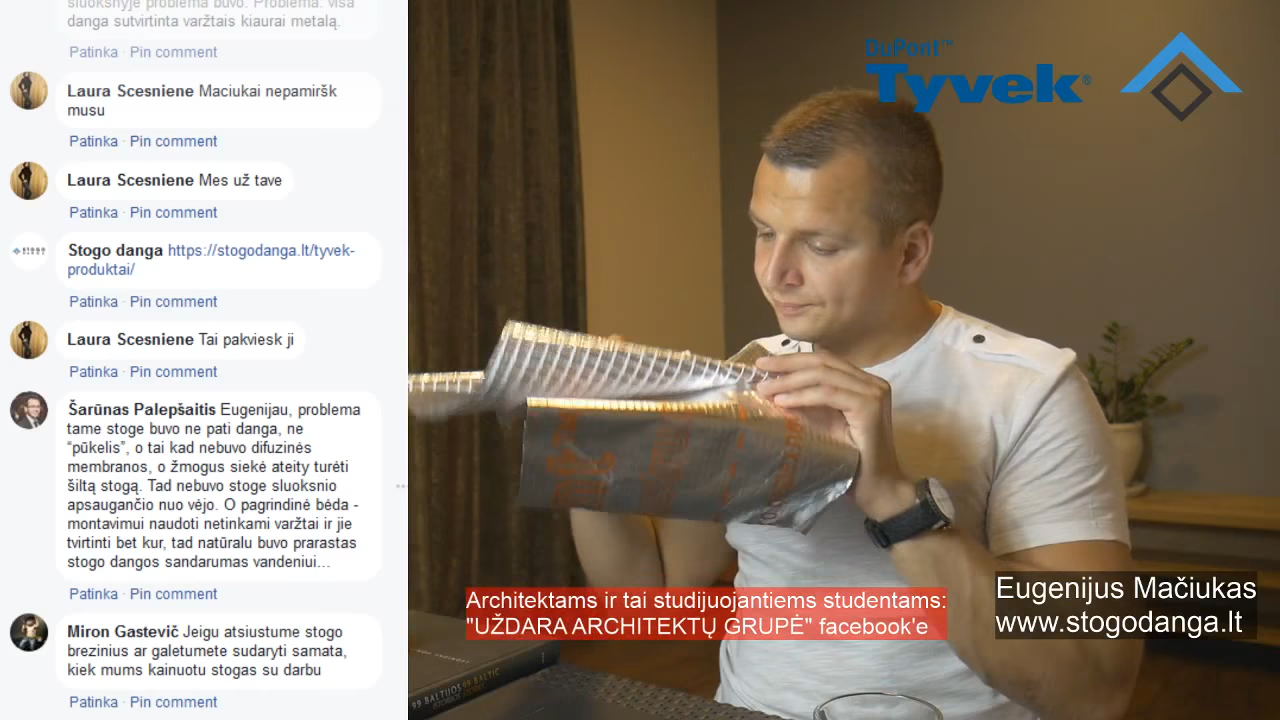 sluoksnyje problema buvo. Problema: visa
danga sutvirtinta varžtais kiaurai metalą.
Patinka · Pin comment
Laura Scesniene Maciukai nepamiršk
musu
Patinka · Pin comment
Laura Scesniene Mes už tave
Patinka · Pin comment
Stogo danga https://stogodanga.lt/tyvek-
produktai/
Patinka · Pin comment
Laura Scesniene Tai pakviesk ji
Patinka · Pin comment
Šarūnas Palepšaitis Eugenijau, problema
tame stoge buvo ne pati danga, ne
“pūkelis”, o tai kad nebuvo difuzinės
membranos, o žmogus siekė ateity turėti
šiltą stogą. Tad nebuvo stoge sluoksnio
apsaugančio nuo vėjo. O pagrindinė bėda -
montavimui naudoti netinkami varžtai ir jie
tvirtinti bet kur, tad natūralu buvo prarastas
stogo dangos sandarumas vandeniui…
Patinka · Pin comment
Miron Gastevič Jeigu atsiustume stogo
brezinius ar galetumete sudaryti samata,
kiek mums kainuotu stogas su darbu
Patinka · Pin comment
DuPont™
Tyvek®
Architektams ir tai studijuojantiems studentams:
"UŽDARA ARCHITEKTŲ GRUPĖ" facebook'e
Eugenijus Mačiukas
www.stogodanga.lt
99 BALTIJOS 99 BALTIC